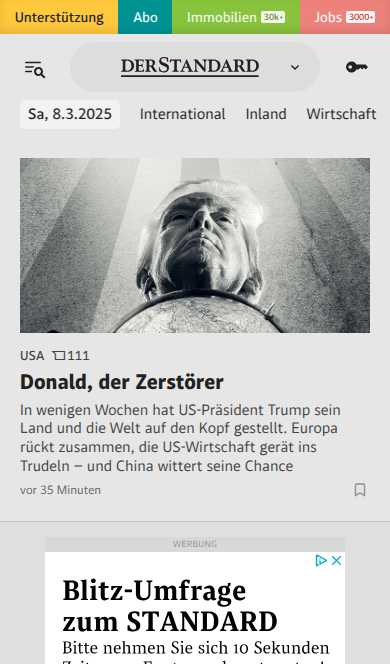 Unterstützung Abo Immobilien 30k+ Jobs 3000+
DERSTANDARD
Sa, 8.3.2025 International Inland Wirtschaft
USA 111
Donald, der Zerstörer
In wenigen Wochen hat US-Präsident Trump sein
Land und die Welt auf den Kopf gestellt. Europa
rückt zusammen, die US-Wirtschaft gerät ins
Trudeln – und China wittert seine Chance
vor 35 Minuten
WERBUNG
Blitz-Umfrage
zum STANDARD
Bitte nehmen Sie sich 10 Sekunden